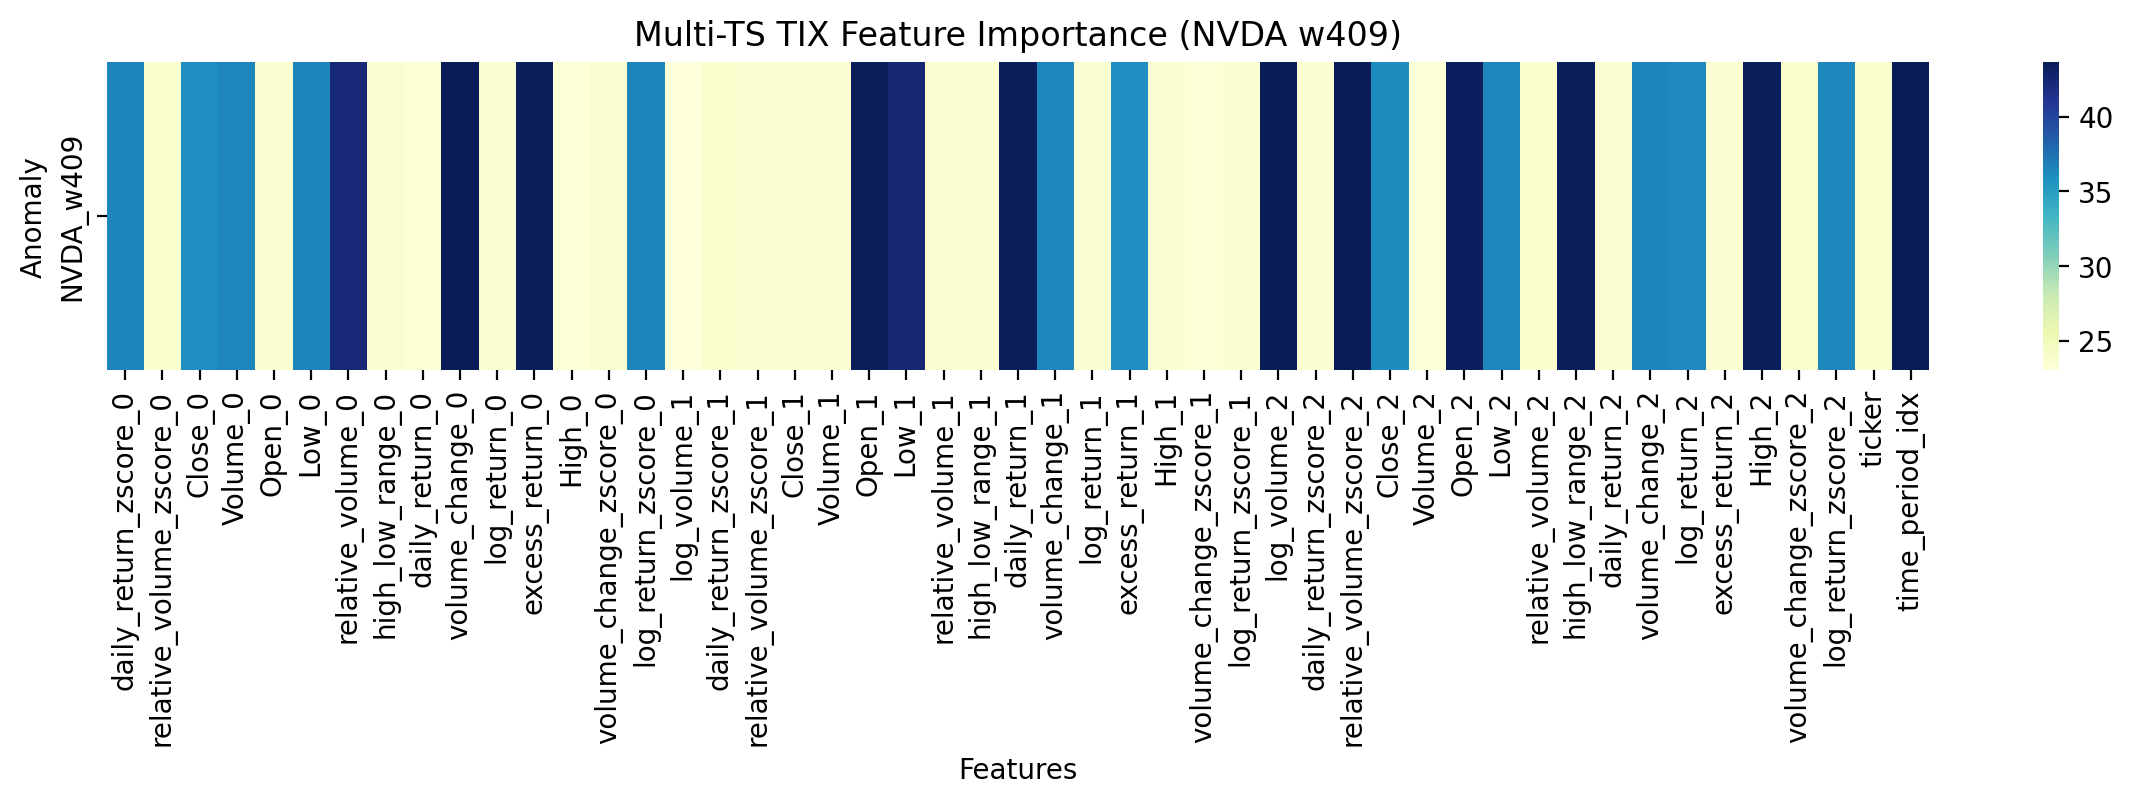 Multi-TS TIX Feature Importance (NVDA w409)
Anomaly
NVDA_w409
40
35
30
25
daily_return_zscore_0
relative_volume_zscore_0
Close_0
Volume_0
Open_0
Low_0
relative_volume_0
high_low_range_0
daily_return_0
volume_change_0
log_return_0
excess_return_0
High_0
volume_change_zscore_0
log_return_zscore_0
log_volume_1
daily_return_zscore_1
relative_volume_zscore_1
Close_1
Volume_1
Open_1
Low_1
relative_volume_1
high_low_range_1
daily_return_1
volume_change_1
log_return_1
excess_return_1
High_1
volume_change_zscore_1
log_return_zscore_1
log_volume_2
daily_return_zscore_2
relative_volume_zscore_2
Close_2
Volume_2
Open_2
Low_2
relative_volume_2
high_low_range_2
daily_return_2
volume_change_2
log_return_2
excess_return_2
High_2
volume_change_zscore_2
log_return_zscore_2
ticker
time_period_idx
Features